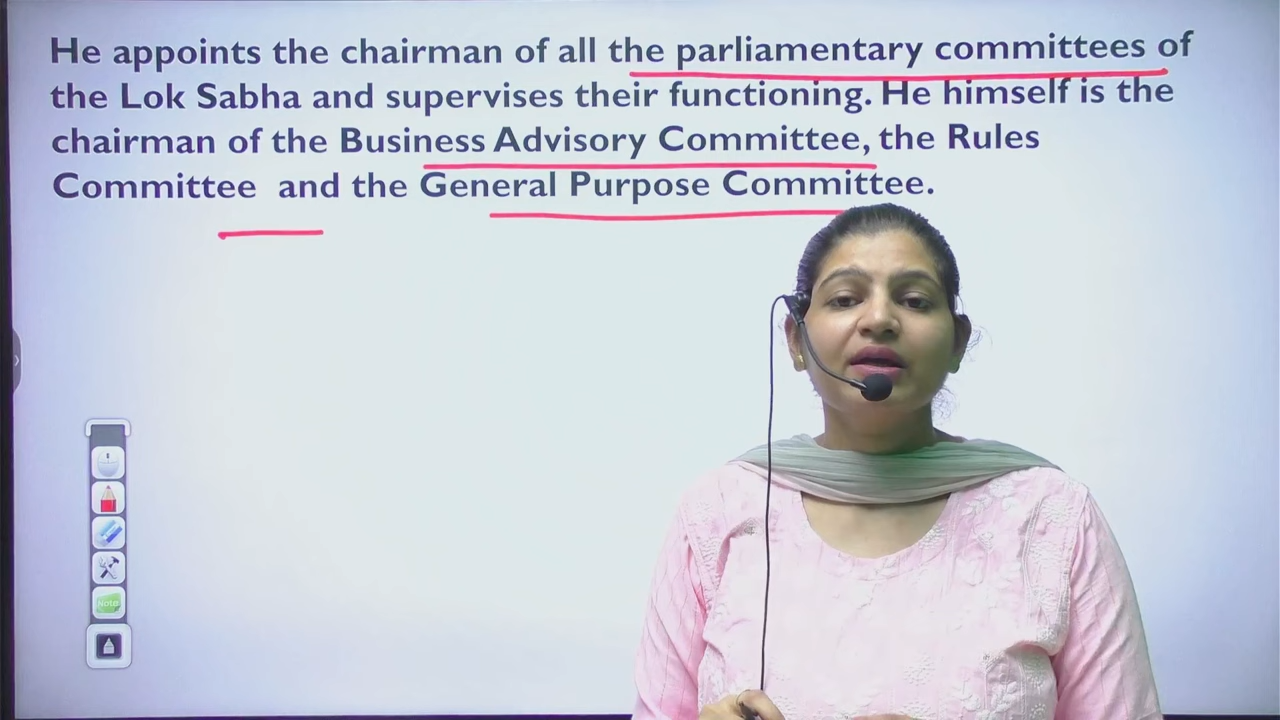 He appoints the chairman of all the parliamentary committees of
the Lok Sabha and supervises their functioning. He himself is the
chairman of the Business Advisory Committee, the Rules
Committee and the General Purpose Committee.
Note